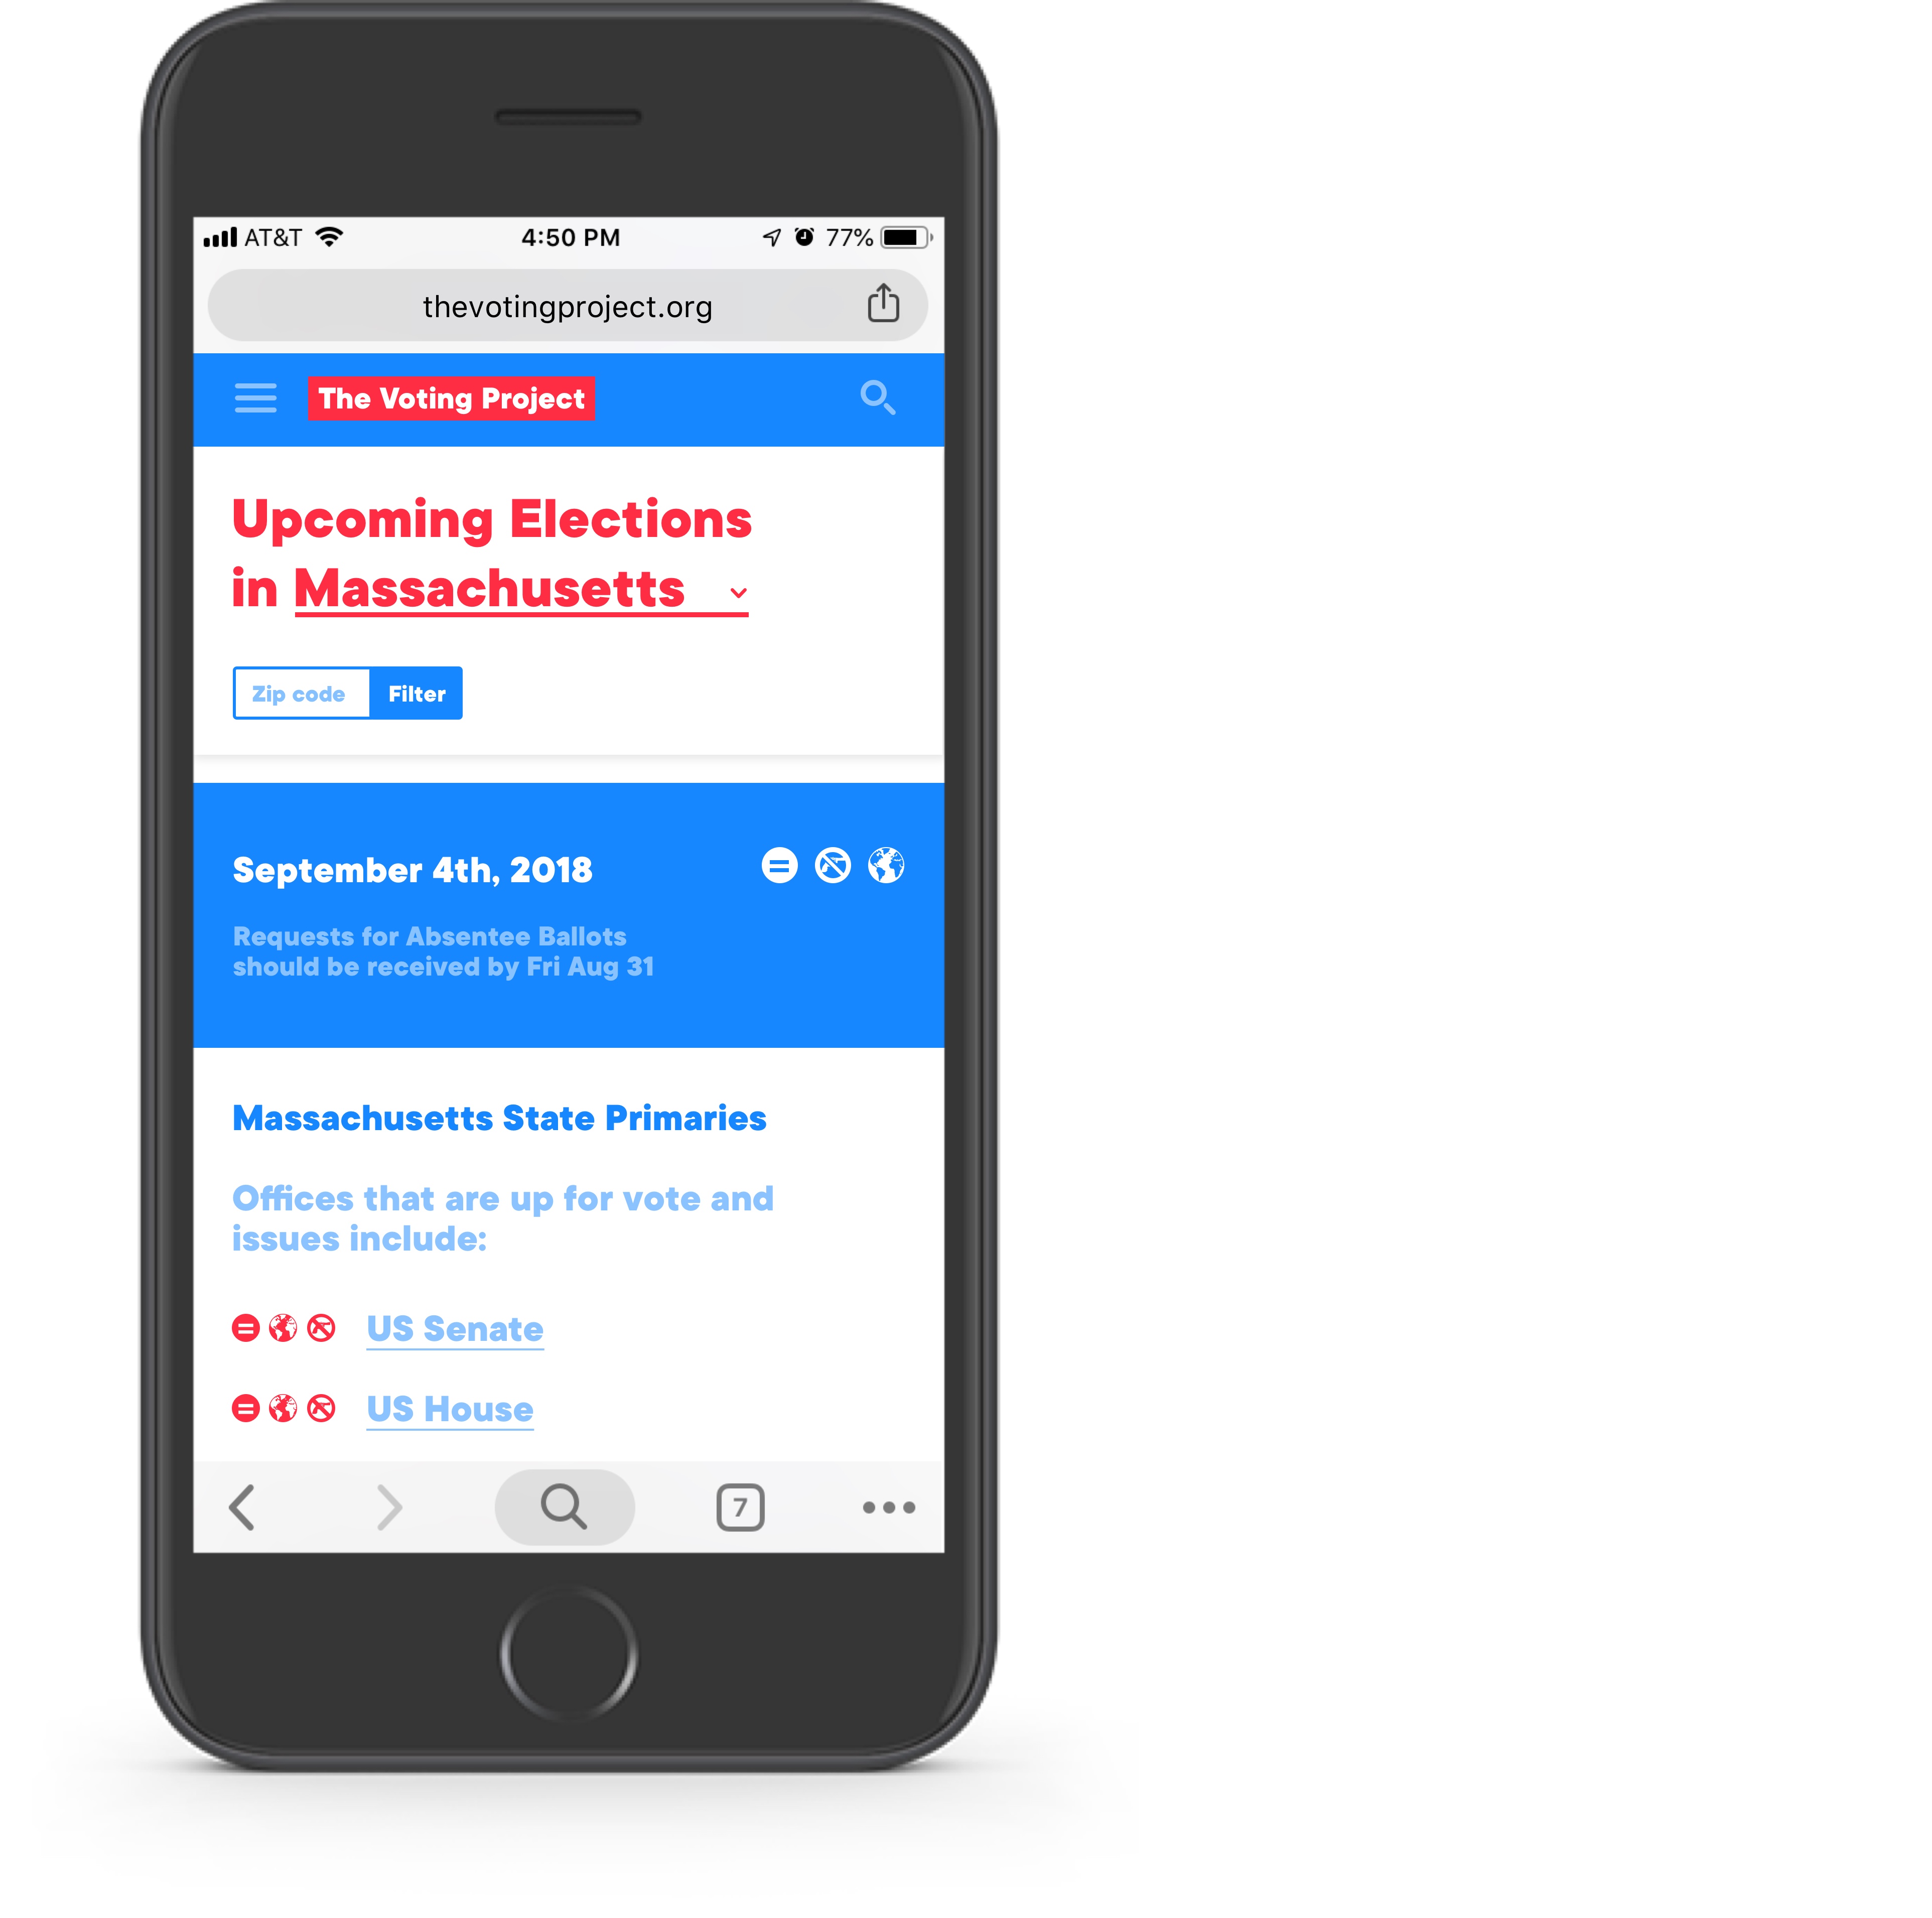 AT&T 4:50 PM 77%
thevotingproject.org
The Voting Project
Upcoming Elections
in Massachusetts
Zip code Filter
September 4th, 2018
Requests for Absentee Ballots
should be received by Fri Aug 31
Massachusetts State Primaries
Offices that are up for vote and
issues include:
US Senate
US House
7